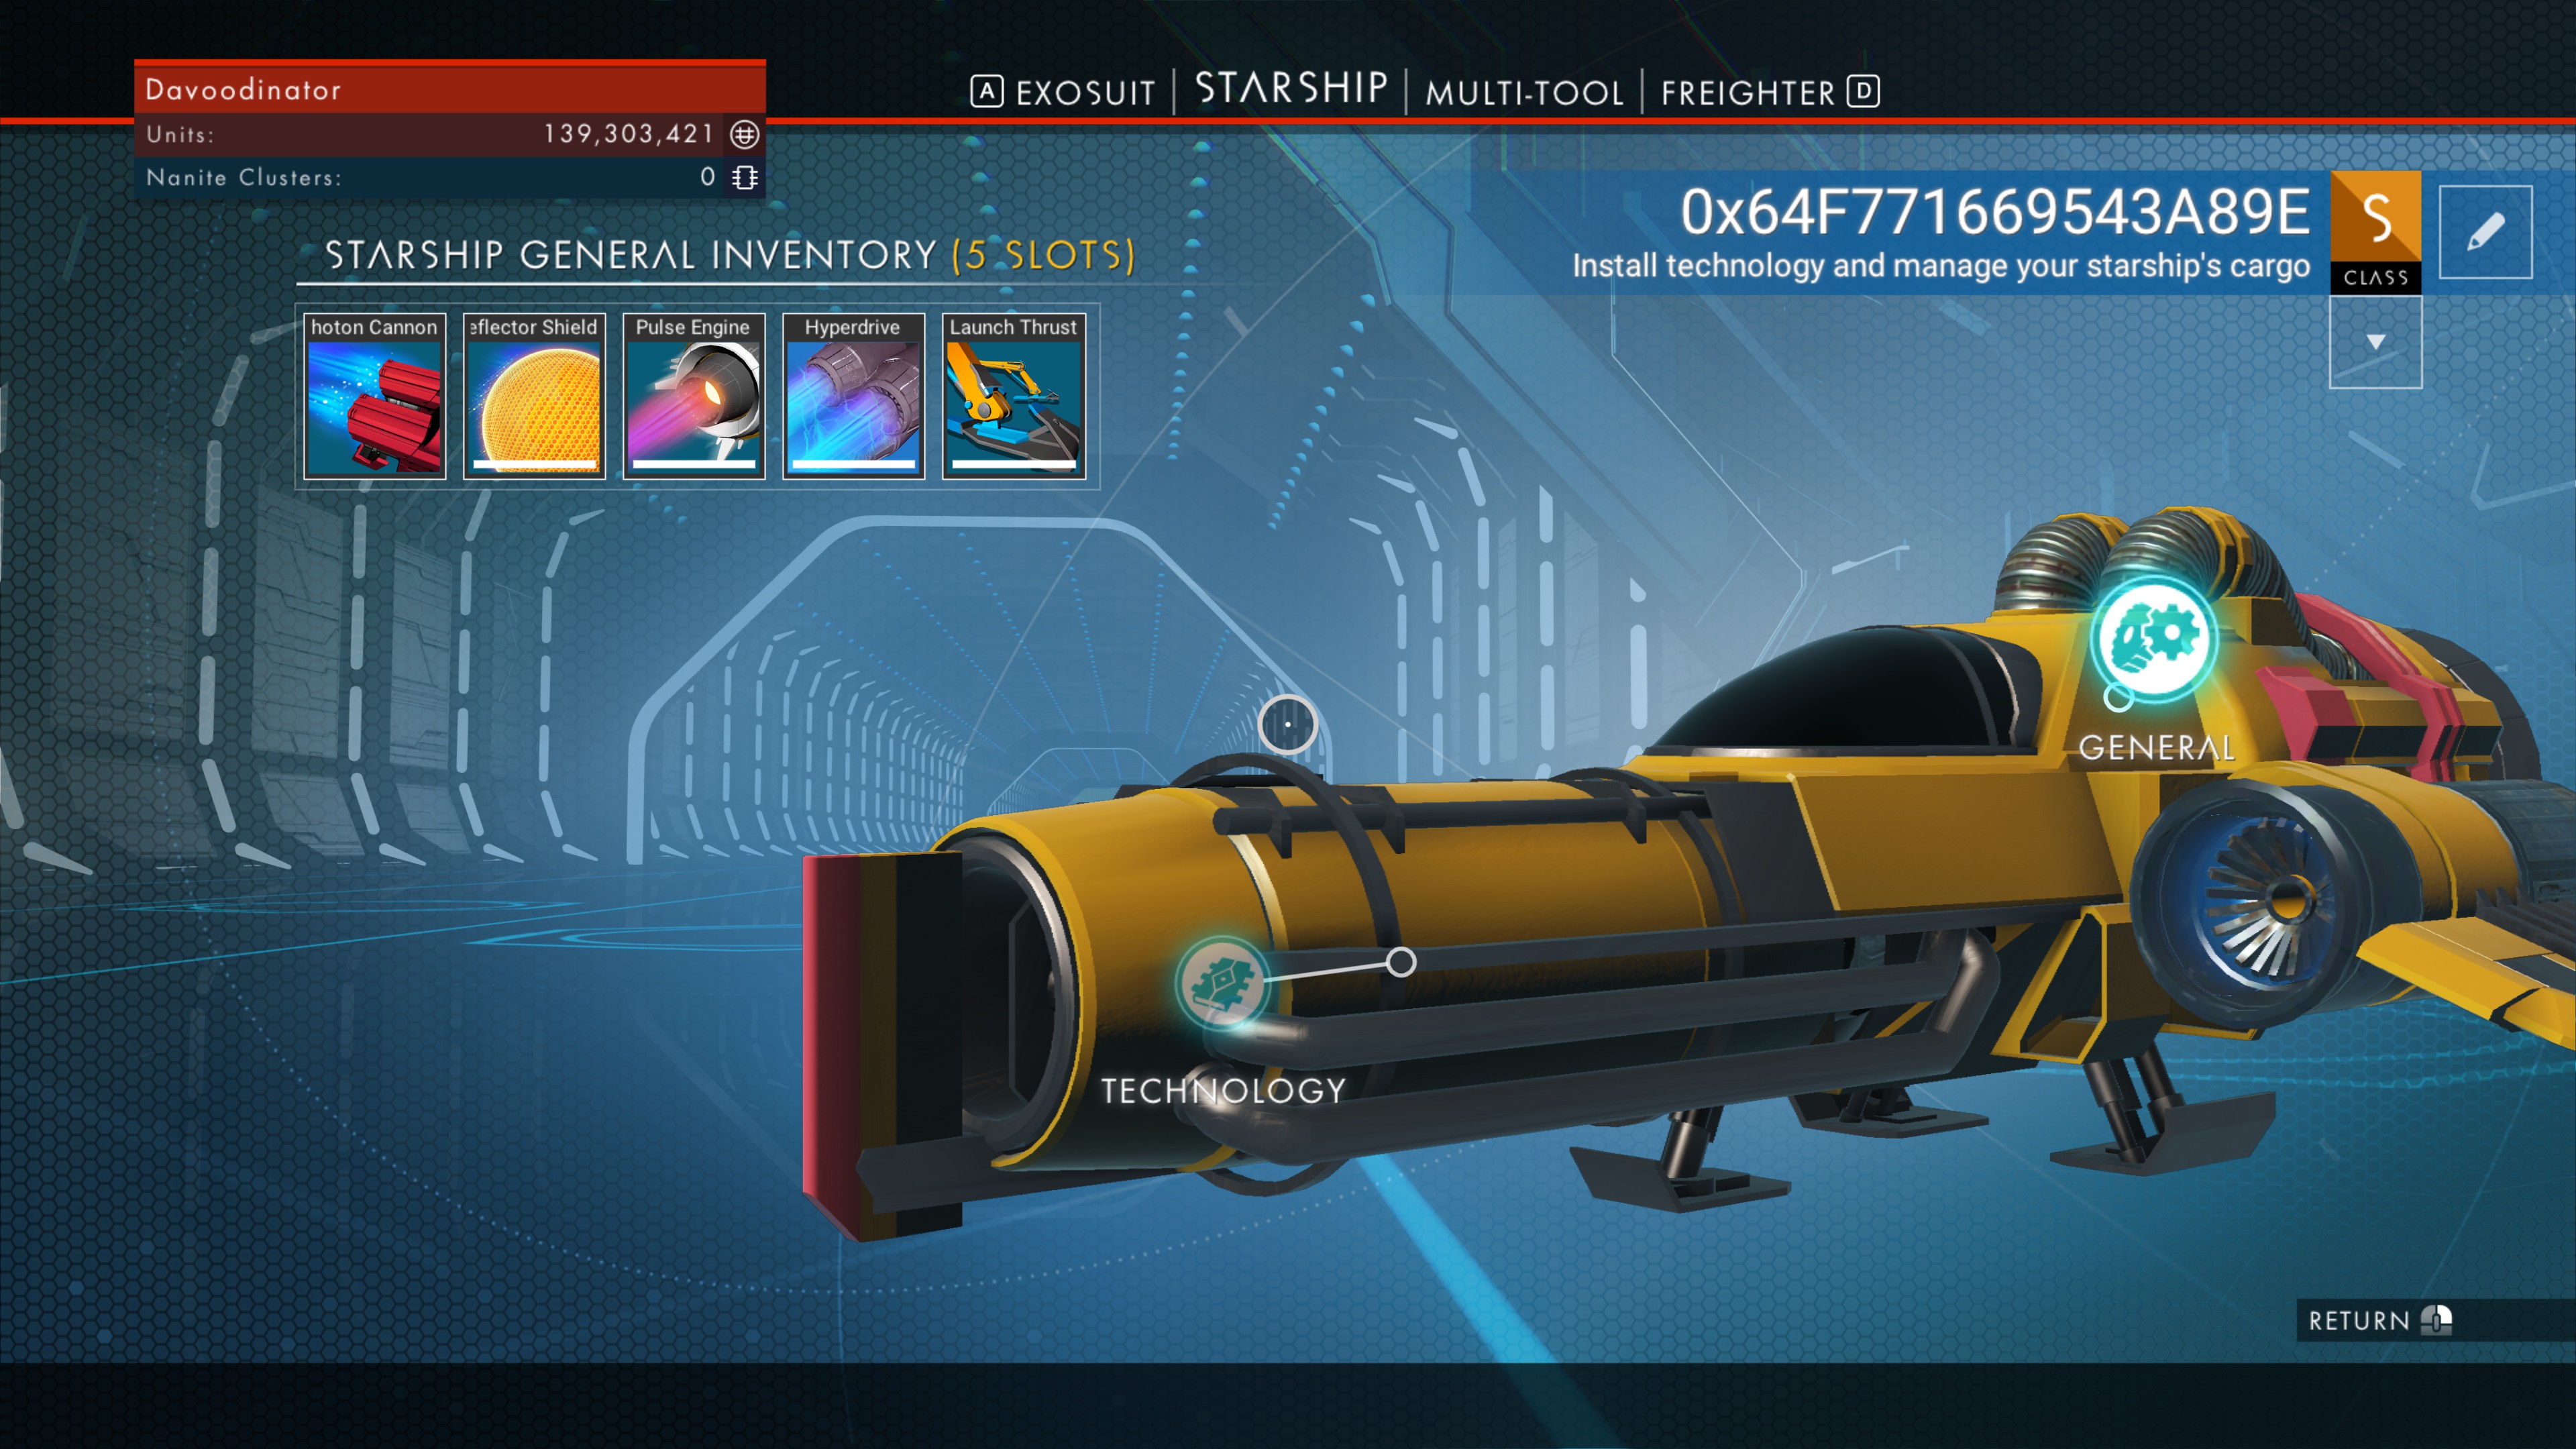 Davoodinator
Units: 139,303,421
Nanite Clusters: 0
A EXOSUIT STARSHIP MULTI-TOOL FREIGHTER D
0x64F771669543A89E
Install technology and manage your starship's cargo
S
CLASS
STARSHIP GENERAL INVENTORY (5 SLOTS)
hoton Cannon eflector Shield Pulse Engine Hyperdrive Launch Thrust
GENERAL
TECHNOLOGY
RETURN